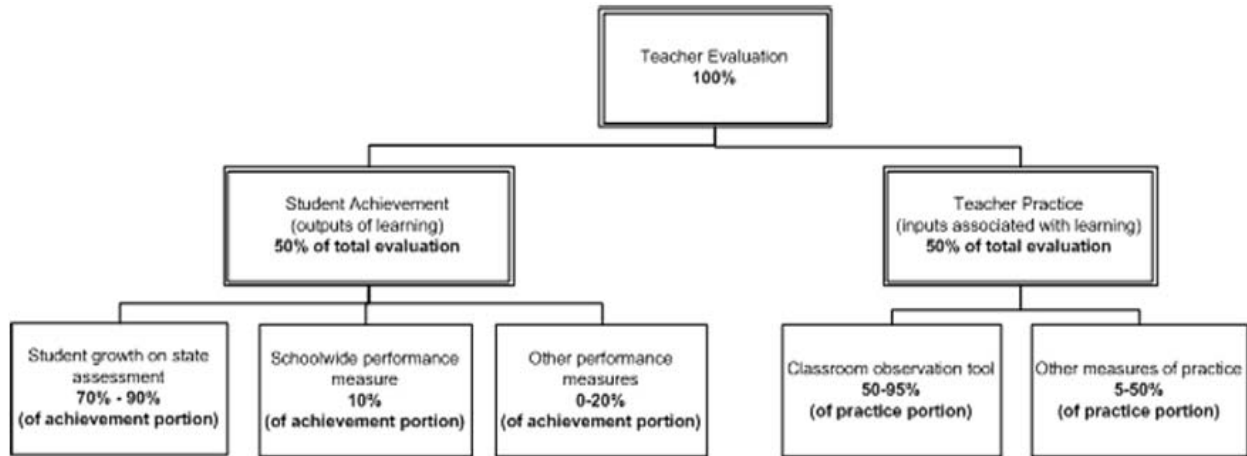 Teacher Evaluation
100%
Student Achievement
(outputs of learning)
50% of total evaluation
Teacher Practice
(inputs associated with learning)
50% of total evaluation
Student growth on state
assessment
70% - 90%
(of achievement portion)
Schoolwide performance
measure
10%
(of achievement portion)
Other performance
measures
0-20%
(of achievement portion)
Classroom observation tool
50-95%
(of practice portion)
Other measures of practice
5-50%
(of practice portion)